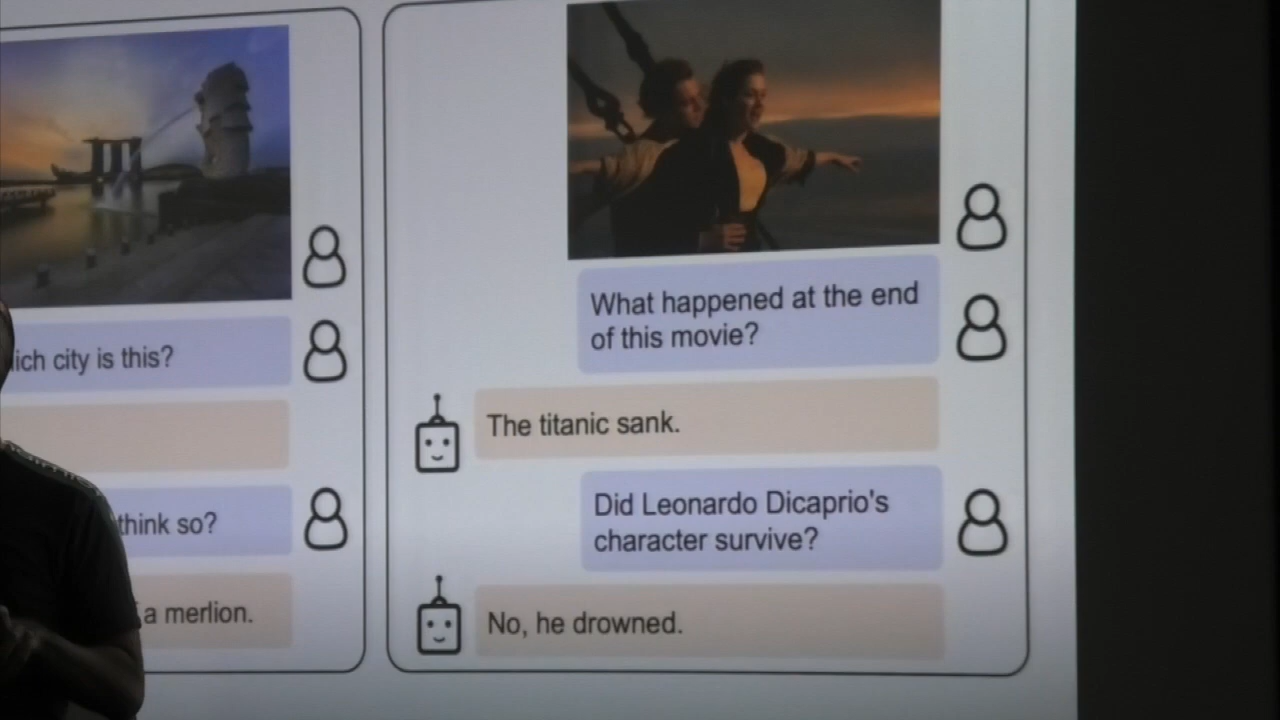 ich city is this?
think so?
a merlion.
What happened at the end
of this movie?
The titanic sank.
Did Leonardo Dicaprio's
character survive?
No, he drowned.